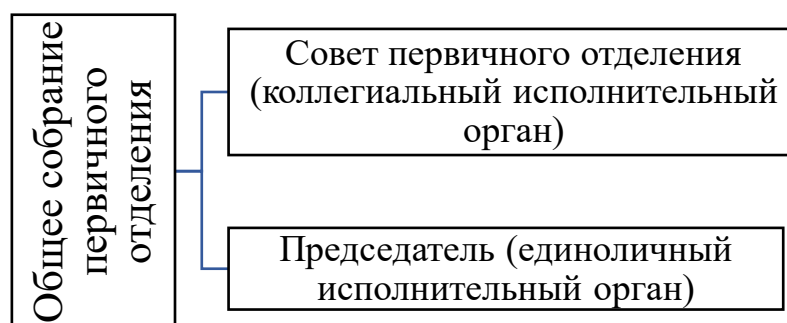 Общее собрание
первичного
отделения
Совет первичного отделения
(коллегиальный исполнительный
орган)
Председатель (единоличный
исполнительный орган)